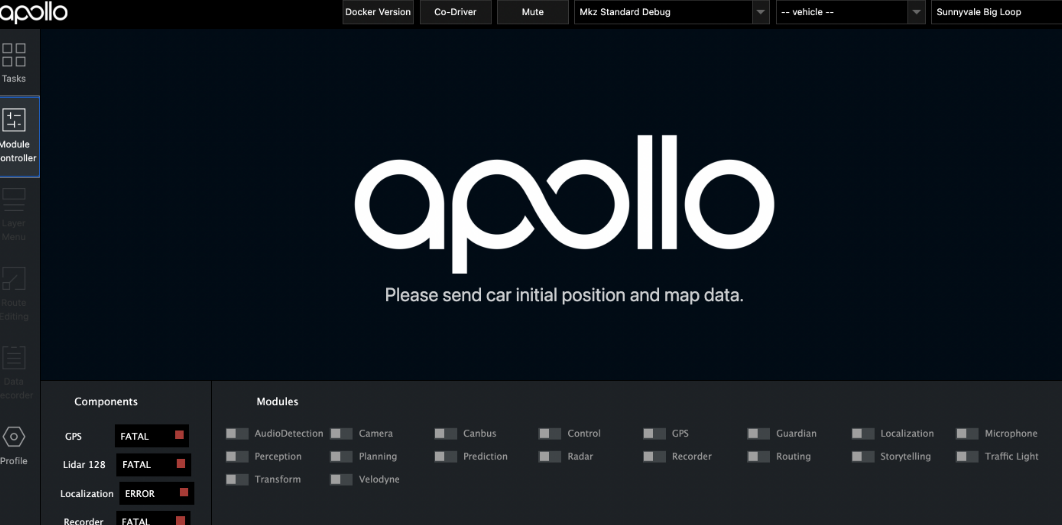 apollo
Docker Version Co-Driver Mute Mkz Standard Debug -- vehicle -- Sunnyvale Big Loop
Tasks
Module
ontroller
Layer
Menu
Route
Editing
Data
ecorder
Profile
apollo
Please send car initial position and map data.
Components
GPS FATAL
Lidar 128 FATAL
Localization ERROR
Recorder FATAL
Modules
AudioDetection Camera Canbus Control GPS Guardian Localization Microphone
Perception Planning Prediction Radar Recorder Routing Storytelling Traffic Light
Transform Velodyne